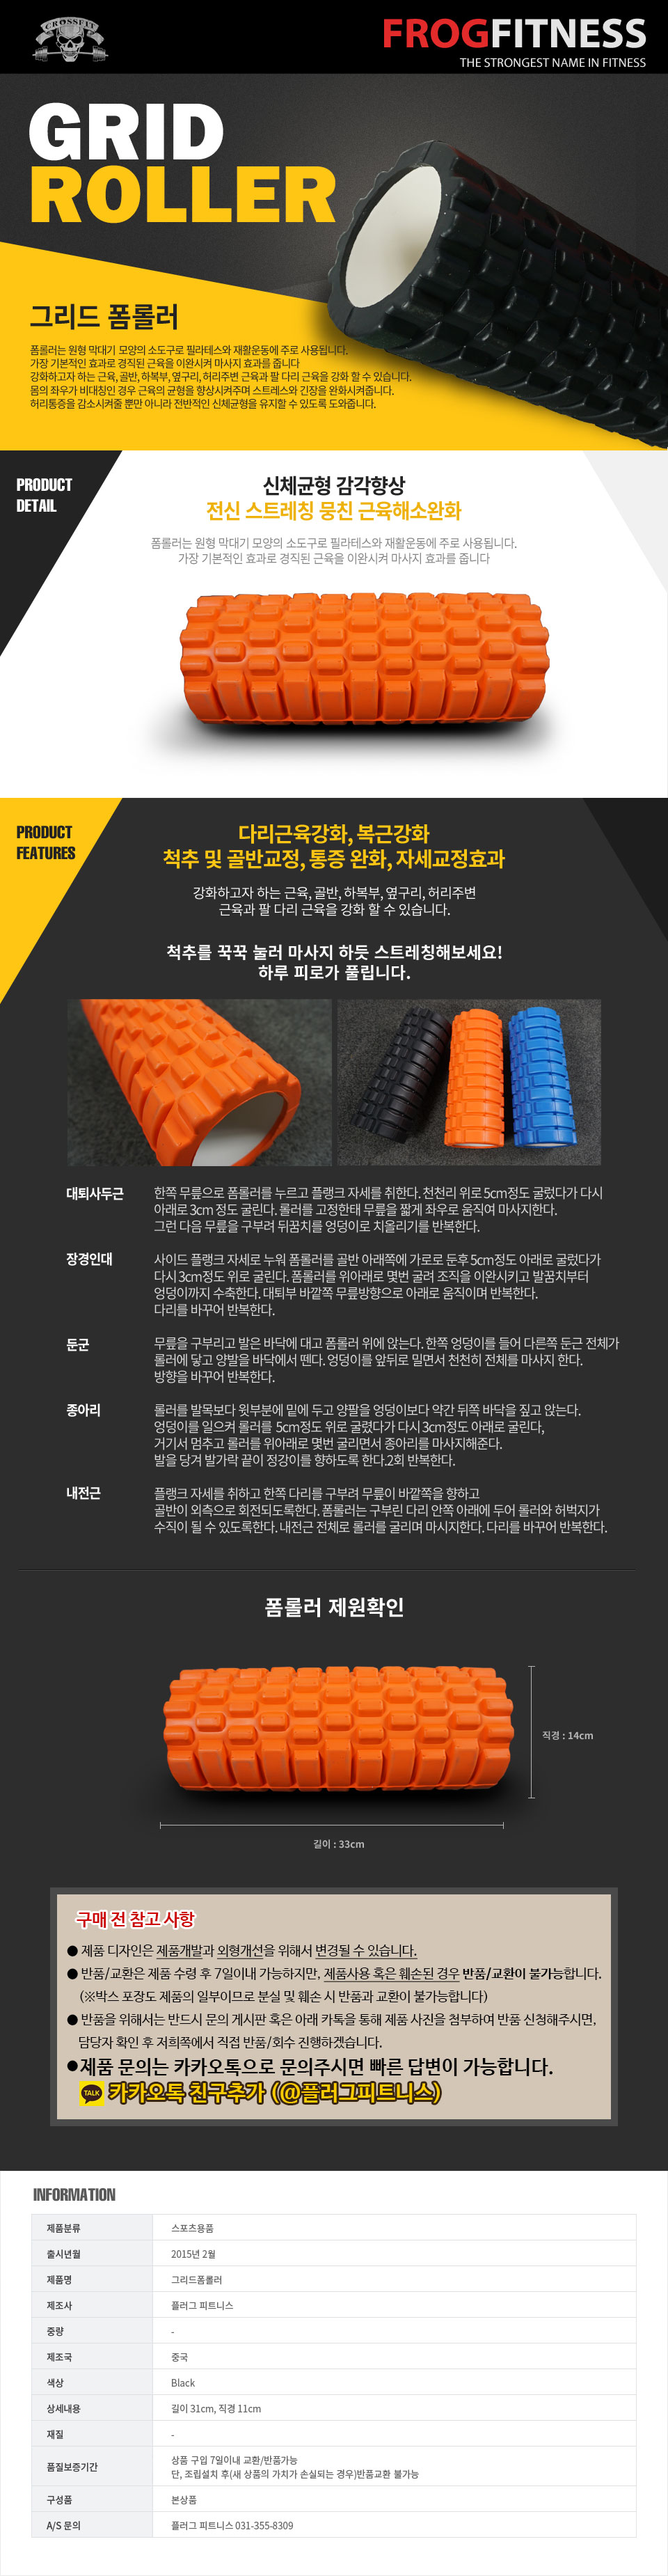 CROSSFIT
FROGFITNESS
THE STRONGEST NAME IN FITNESS
GRID
ROLLER
그리드 폼롤러
폼롤러는 원형 막대기 모양의 소도구로 필라테스와 재활운동에 주로 사용됩니다.
가장 기본적인 효과로 경직된 근육을 이완시켜 마사지 효과를 줍니다
강화하고자 하는 근육, 골반, 하복부, 옆구리, 허리주변 근육과 팔 다리 근육을 강화 할 수 있습니다.
몸의 좌우가 비대칭인 경우 근육의 균형을 향상시켜주며 스트레스와 긴장을 완화시켜줍니다.
허리통증을 감소시켜줄 뿐만 아니라 전반적인 신체균형을 유지할 수 있도록 도와줍니다.
PRODUCT
DETAIL
신체균형 감각향상
전신 스트레칭 뭉친 근육해소완화
폼롤러는 원형 막대기 모양의 소도구로 필라테스와 재활운동에 주로 사용됩니다.
가장 기본적인 효과로 경직된 근육을 이완시켜 마사지 효과를 줍니다
PRODUCT
FEATURES
다리근육강화, 복근강화
척추 및 골반교정, 통증 완화, 자세교정효과
강화하고자 하는 근육, 골반, 하복부, 옆구리, 허리주변
근육과 팔 다리 근육을 강화 할 수 있습니다.
척추를 꾹꾹 눌러 마사지 하듯 스트레칭해보세요!
하루 피로가 풀립니다.
대퇴사두근
한쪽 무릎으로 폼롤러를 누르고 플랭크 자세를 취한다. 천천리 위로 5cm정도 굴렀다가 다시
아래로 3cm 정도 굴린다. 롤러를 고정한태 무릎을 짧게 좌우로 움직여 마사지한다.
그런 다음 무릎을 구부려 뒤꿈치를 엉덩이로 치올리기를 반복한다.
장경인대
사이드 플랭크 자세로 누워 폼롤러를 골반 아래쪽에 가로로 둔후 5cm정도 아래로 굴렀다가
다시 3cm정도 위로 굴린다. 폼롤러를 위아래로 몇번 굴려 조직을 이완시키고 발꿈치부터
엉덩이까지 수축한다. 대퇴부 바깥쪽 무릎방향으로 아래로 움직이며 반복한다.
다리를 바꾸어 반복한다.
둔군
무릎을 구부리고 발은 바닥에 대고 폼롤러 위에 앉는다. 한쪽 엉덩이를 들어 다른쪽 둔근 전체가
롤러에 닿고 양발을 바닥에서 뗀다. 엉덩이를 앞뒤로 밀면서 천천히 전체를 마사지 한다.
방향을 바꾸어 반복한다.
종아리
롤러를 발목보다 윗부분에 밑에 두고 양팔을 엉덩이보다 약간 뒤쪽 바닥을 짚고 앉는다.
엉덩이를 일으켜 롤러를 5cm정도 위로 굴렸다가 다시 3cm정도 아래로 굴린다,
거기서 멈추고 롤러를 위아래로 몇번 굴리면서 종아리를 마사지해준다.
발을 당겨 발가락 끝이 정강이를 향하도록 한다.2회 반복한다.
내전근
플랭크 자세를 취하고 한쪽 다리를 구부려 무릎이 바깥쪽을 향하고
골반이 외측으로 회전되도록한다. 폼롤러는 구부린 다리 안쪽 아래에 두어 롤러와 허벅지가
수직이 될 수 있도록한다. 내전근 전체로 롤러를 굴리며 마시지한다. 다리를 바꾸어 반복한다.
폼롤러 제원확인
직경 : 14cm
길이 : 33cm
구매 전 참고 사항
● 제품 디자인은 제품개발과 외형개선을 위해서 변경될 수 있습니다.
● 반품/교환은 제품 수령 후 7일이내 가능하지만, 제품사용 혹은 훼손된 경우 반품/교환이 불가능합니다.
(※박스 포장도 제품의 일부이므로 분실 및 훼손 시 반품과 교환이 불가능합니다)
● 반품을 위해서는 반드시 문의 게시판 혹은 아래 카톡을 통해 제품 사진을 첨부하여 반품 신청해주시면,
담당자 확인 후 저희쪽에서 직접 반품/회수 진행하겠습니다.
●제품 문의는 카카오톡으로 문의주시면 빠른 답변이 가능합니다.
TALK 카카오톡 친구추가 (@플러그피트니스)
INFORMATION
제품분류 스포츠용품
출시년월 2015년 2월
제품명 그리드폼롤러
제조사 플러그 피트니스
중량 -
제조국 중국
색상 Black
상세내용 길이 31cm, 직경 11cm
재질 -
품질보증기간 상품 구입 7일이내 교환/반품가능
단, 조립설치 후(새 상품의 가치가 손실되는 경우)반품교환 불가능
구성품 본상품
A/S 문의 플러그 피트니스 031-355-8309